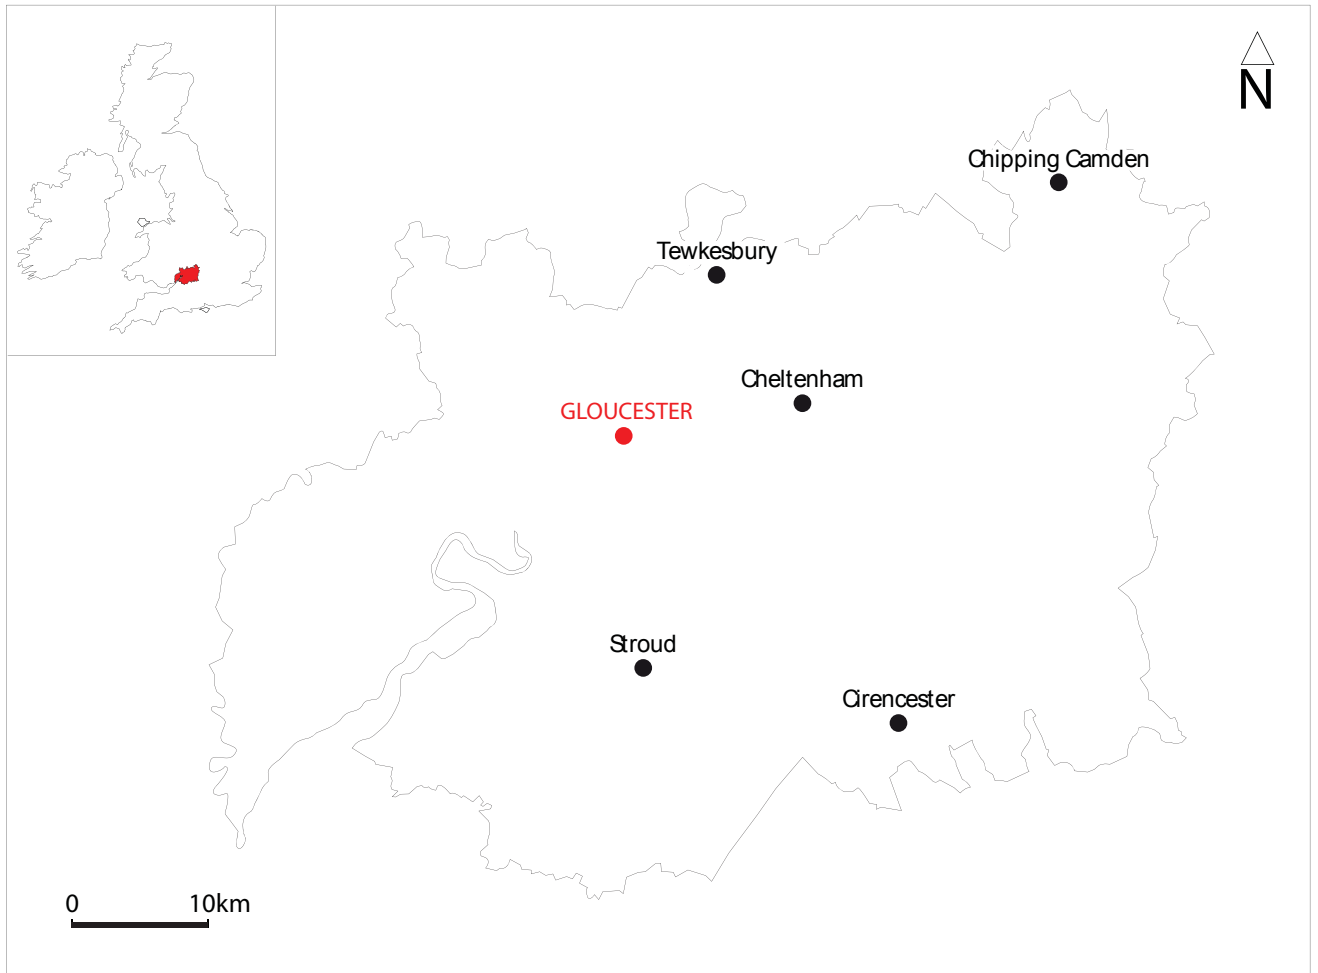 N
Chipping Camden
Tewkesbury
Cheltenham
GLOUCESTER
Stroud
Cirencester
0 10km